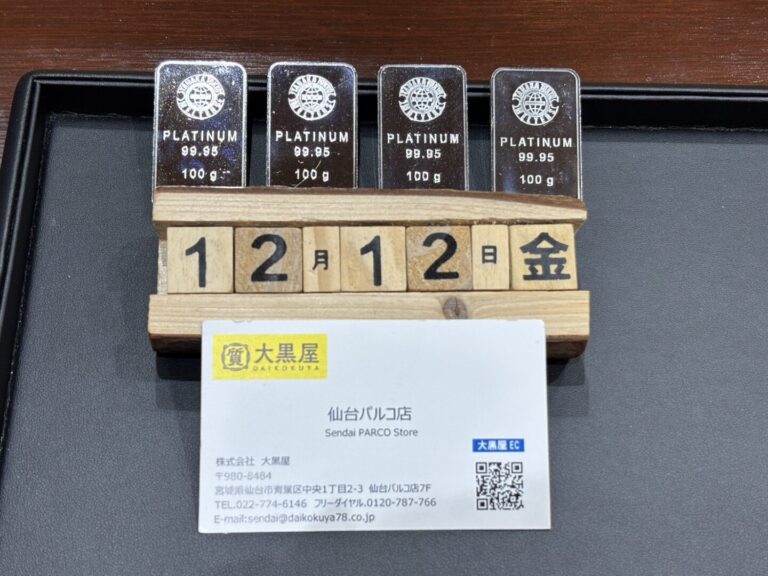 PLATINUM
99.95
100 g
PLATINUM
99.95
100 g
PLATINUM
99.95
100 g
PLATINUM
99.95
100 g
12月12日金
質 大黒屋
DAIKOKUYA
仙台パルコ店
Sendai PARCO Store
大黒屋 EC
株式会社 大黒屋
〒980-8484
宮城県仙台市青葉区中央1丁目2-3 仙台パルコ店7F
TEL.022-774-6146 フリーダイヤル.0120-787-766
E-mail:sendai@daikokuya78.co.jp